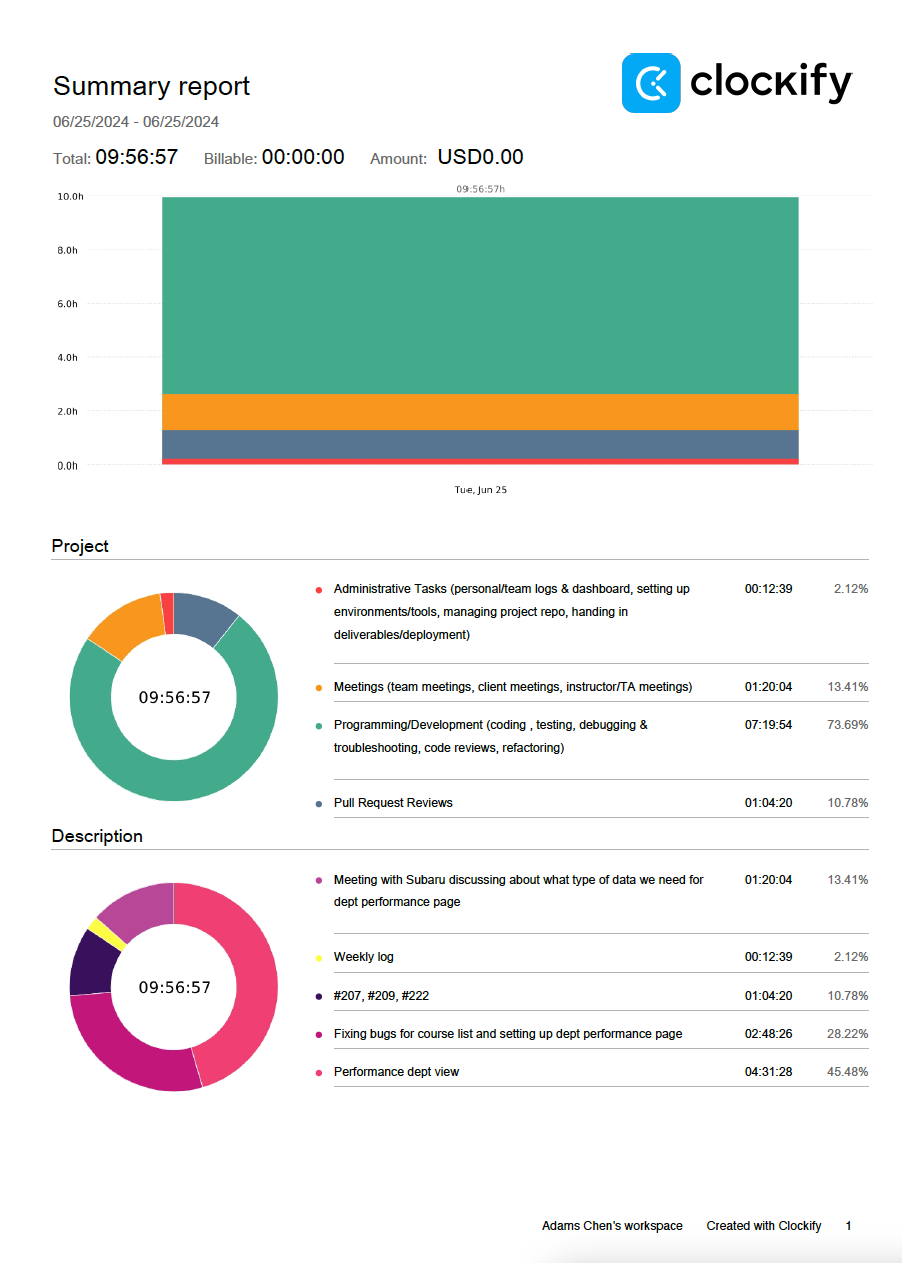 Summary report
clockify
06/25/2024 - 06/25/2024
Total: 09:56:57 Billable: 00:00:00 Amount: USD0.00
09:56:57h
10.0h
8.0h
6.0h
4.0h
2.0h
0.0h
Tue, Jun 25
Project
09:56:57
Administrative Tasks (personal/team logs & dashboard, setting up 00:12:39 2.12%
environments/tools, managing project repo, handing in
deliverables/deployment)
Meetings (team meetings, client meetings, instructor/TA meetings) 01:20:04 13.41%
Programming/Development (coding , testing, debugging & 07:19:54 73.69%
troubleshooting, code reviews, refactoring)
Pull Request Reviews 01:04:20 10.78%
Description
09:56:57
Meeting with Subaru discussing about what type of data we need for 01:20:04 13.41%
dept performance page
Weekly log 00:12:39 2.12%
#207, #209, #222 01:04:20 10.78%
Fixing bugs for course list and setting up dept performance page 02:48:26 28.22%
Performance dept view 04:31:28 45.48%
Adams Chen's workspace Created with Clockify 1